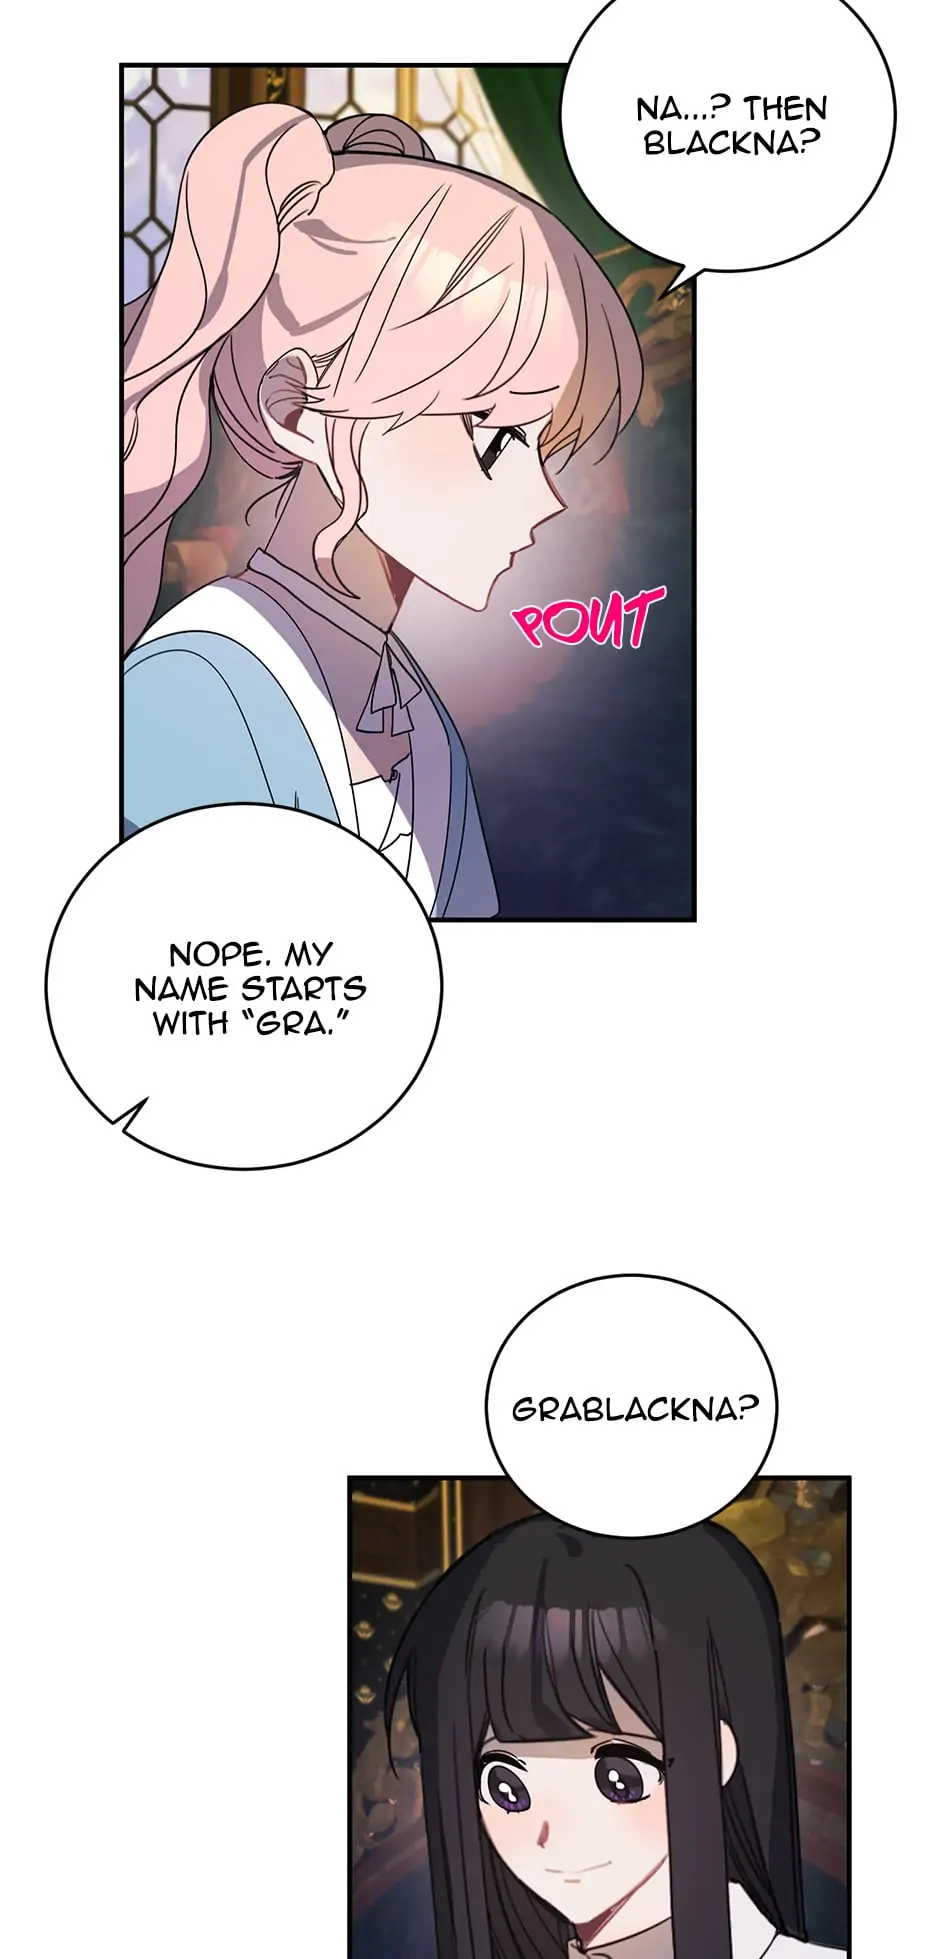 NA...? THEN
BLACKNA?
POUT
NOPE. MY
NAME STARTS
WITH “GRA.”
GRABLACKNA?